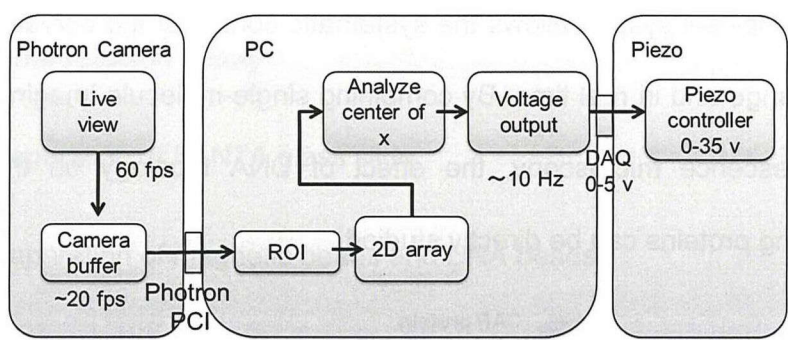 Photron Camera
Live
view
60 fps
Camera
buffer
~20 fps
Photron
PCI
PC
ROI
2D array
Analyze
center of
x
Voltage
output
~10 Hz
DAQ
0-5 v
Piezo
Piezo
controller
0-35 v